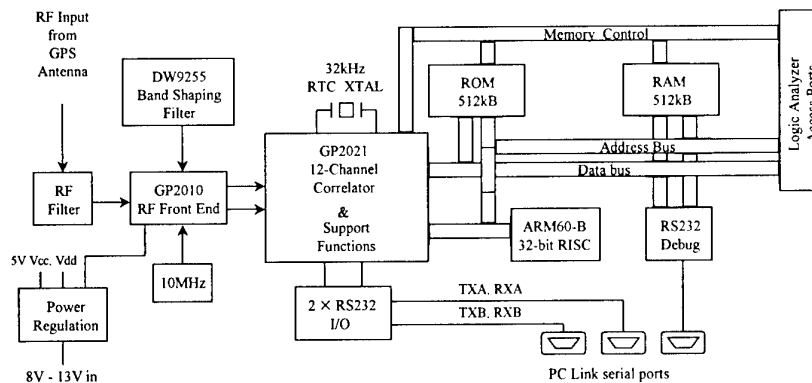 RF Input
from
GPS
Antenna
DW9255
Band Shaping
Filter
32kHz
RTC XTAL
Memory Control
ROM
512kB
RAM
512kB
Logic Analyzer
Access Ports
GP2021
12-Channel
Correlator
&
Support
Functions
Address Bus
Data bus
RF
Filter
GP2010
RF Front End
ARM60-B
32-bit RISC
RS232
Debug
5V Vcc, Vdd
Power
Regulation
10MHz
2 × RS232
I/O
TXA, RXA
TXB, RXB
8V - 13V in
PC Link serial ports